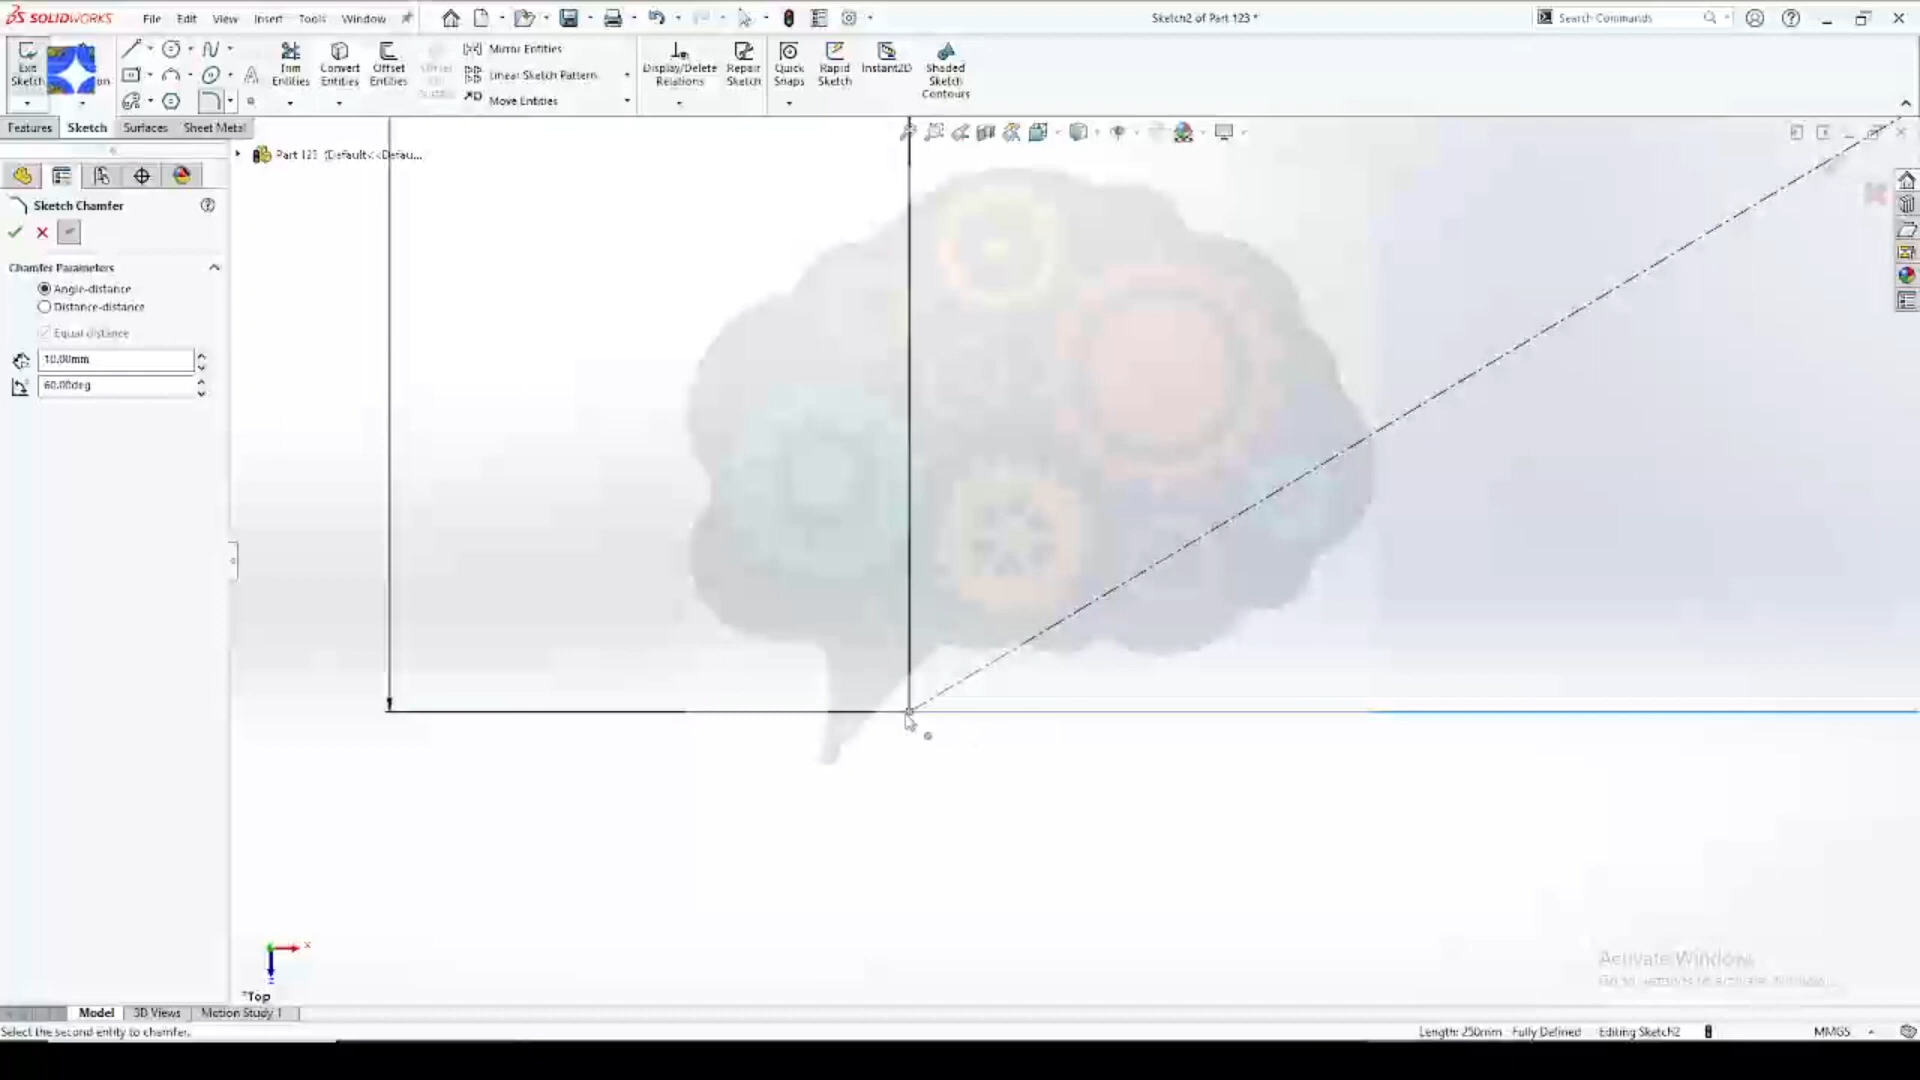 SOLIDWORKS File Edit View Insert Tools Window Sketch2 of Part 123 * Search Commands
Exit Sketch
on
Trim Entities
Convert Entities
Offset Entities
Mirror Entities
Linear Sketch Pattern
Move Entities
Display/Delete Relations
Repair Sketch
Quick Snaps
Rapid Sketch
Instant2D
Shaded Sketch Contours
Features Sketch Surfaces Sheet Metal
Part 123 (Default<<Defau...
Sketch Chamfer
Chamfer Parameters
Angle-distance
Distance-distance
Equal distance
10.00mm
60.00deg
x
*Top
Activate Windows
Model 3D Views Motion Study 1
Select the second entity to chamfer. Length: 250mm Fully Defined Editing Sketch2 MMGS